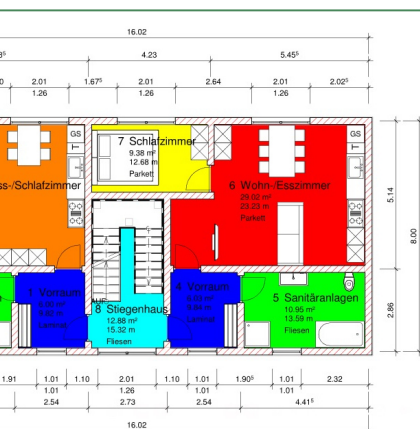 16.02
4.23 5.45⁵
2.01 1.67⁵ 2.01 2.64 2.01 2.02⁵
1.26 1.26 1.26
GS
T
7 Schlafzimmer
9.38 m²
12.68 m
Parkett
GS
T
-/Schlafzimmer
6 Wohn-/Esszimmer
29.02 m²
23.23 m
Parkett
5.14
8.00
2.86
1 Vorraum
Laminat
8 Stiegenhaus
12.88 m²
15.32 m
Fliesen
4 Vorraum
Laminat
5 Sanitäranlagen
10.95 m²
13.59 m
Fliesen
1.91 1.01 1.10 2.01 1.10 1.01 1.90⁵ 1.01 2.32
1.01 1.26 1.01 1.01
2.54 2.73 2.54 4.41⁵
16.02